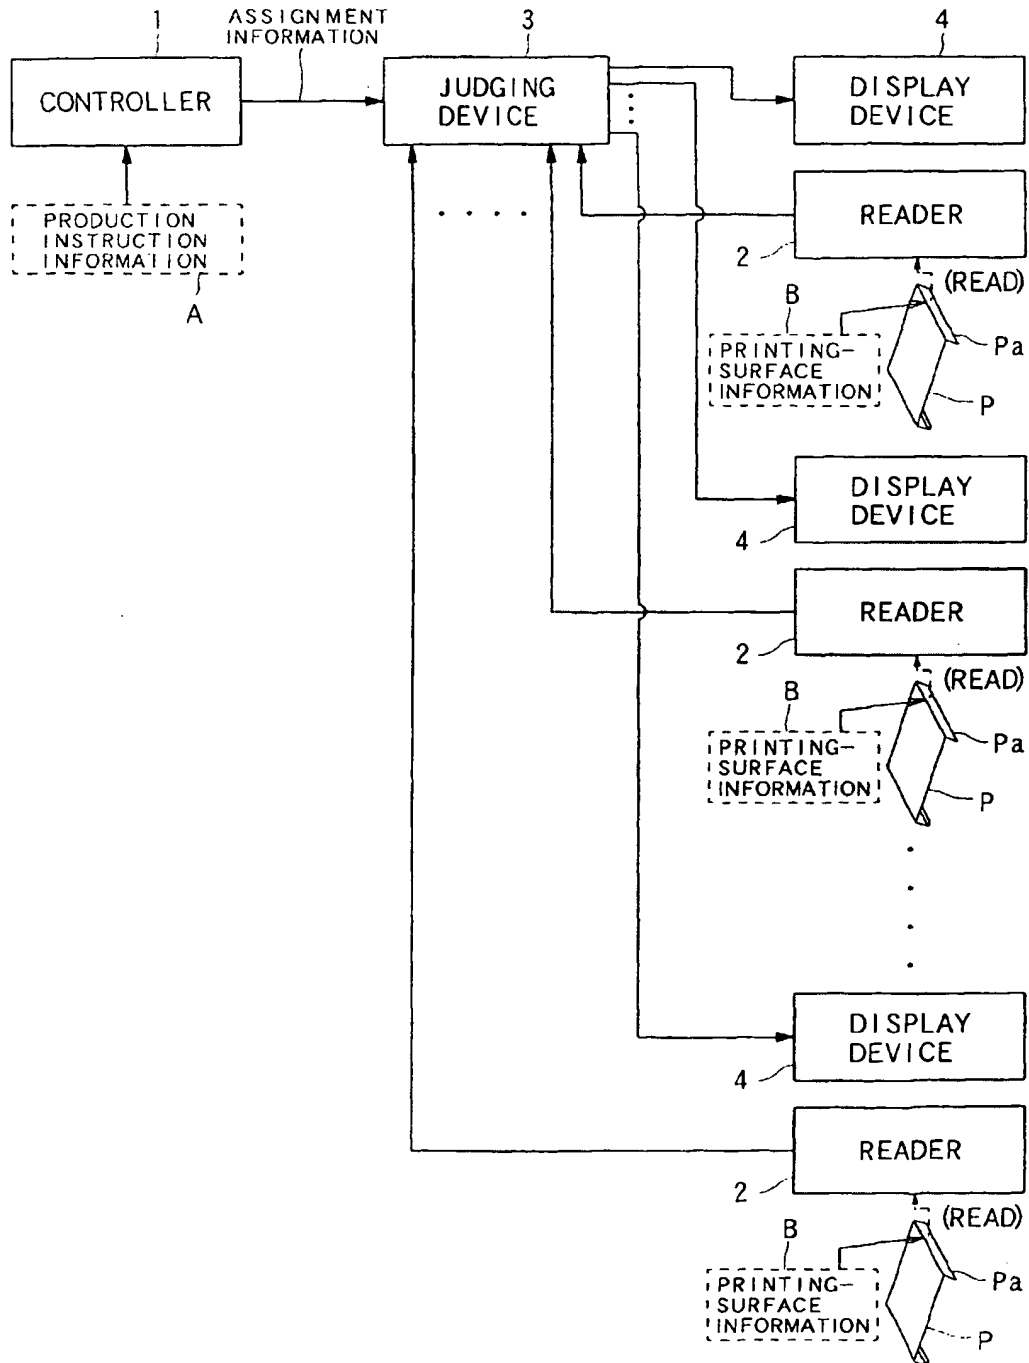 1
ASSIGNMENT
INFORMATION
3
4
CONTROLLER
JUDGING
DEVICE
DISPLAY
DEVICE
PRODUCTION
INSTRUCTION
INFORMATION
A
READER
2
(READ)
B
PRINTING-
SURFACE
INFORMATION
Pa
P
DISPLAY
DEVICE
4
READER
2
(READ)
B
PRINTING-
SURFACE
INFORMATION
Pa
P
DISPLAY
DEVICE
4
READER
2
(READ)
B
PRINTING-
SURFACE
INFORMATION
Pa
P